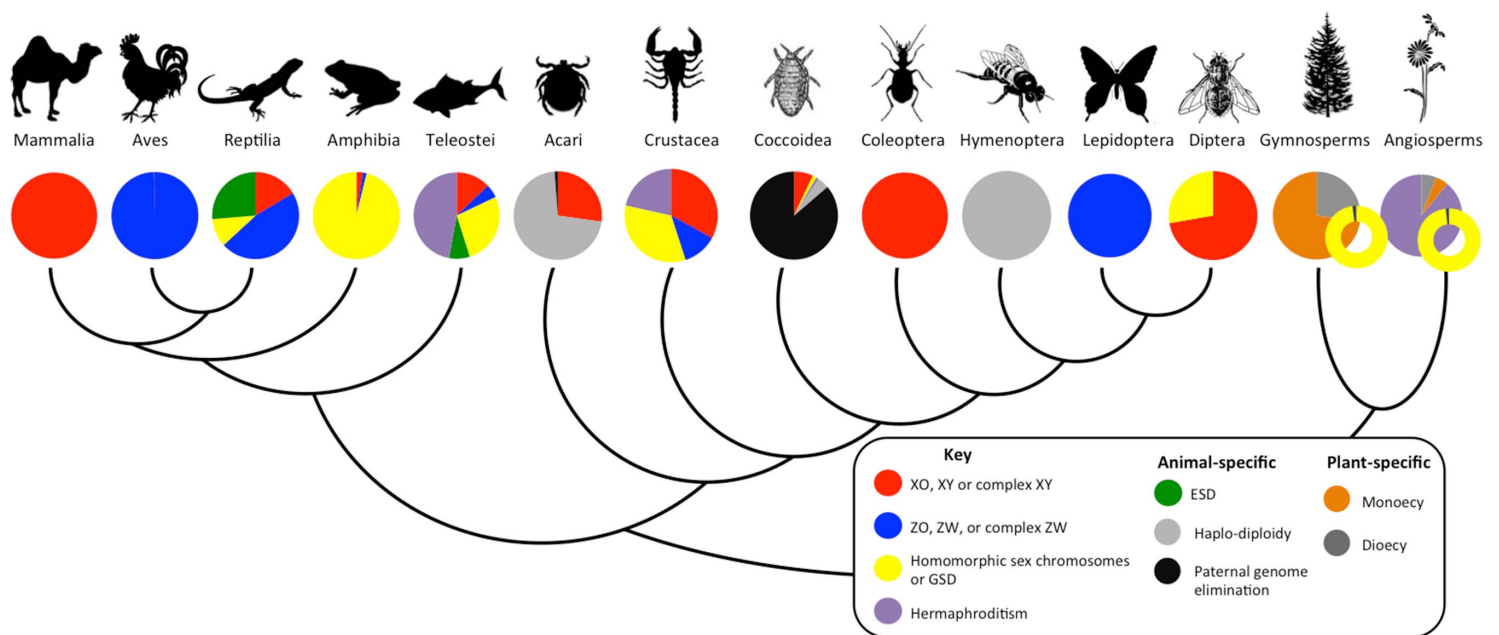 Mammalia Aves Reptilia Amphibia Teleostei Acari Crustacea Coccoidea Coleoptera Hymenoptera Lepidoptera Diptera Gymnosperms Angiosperms
Key
XO, XY or complex XY
ZO, ZW, or complex ZW
Homomorphic sex chromosomes
or GSD
Hermaphroditism
Animal-specific
ESD
Haplo-diploidy
Paternal genome
elimination
Plant-specific
Monoecy
Dioecy